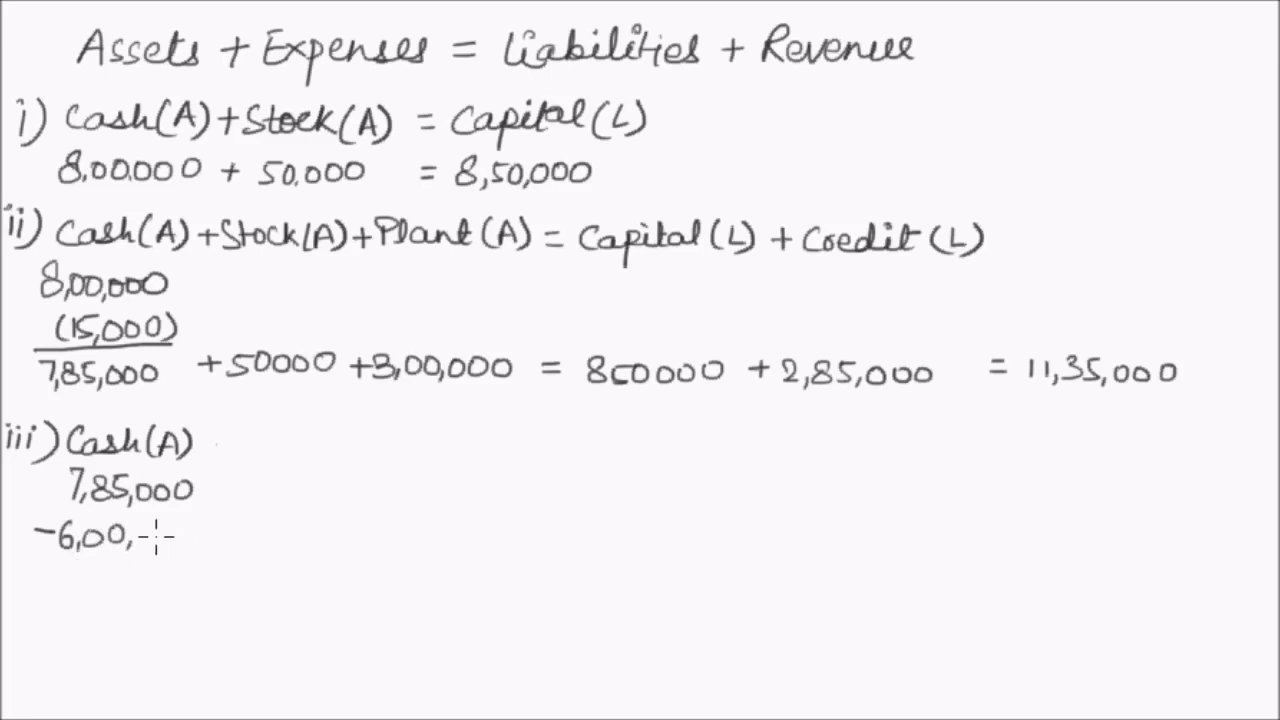 Assets + Expenses = Liabilities + Revenue
i) Cash(A)+Stock(A) = Capital(L)
8,00,000 + 50,000 = 8,50,000
ii) Cash(A)+Stock(A)+Plant(A) = Capital(L) + Credit(L)
8,00,000
(15,000)
7,85,000 +50000 +3,00,000 = 850000 +2,85,000 = 11,35,000
iii) Cash(A)
7,85,000
-6,00,